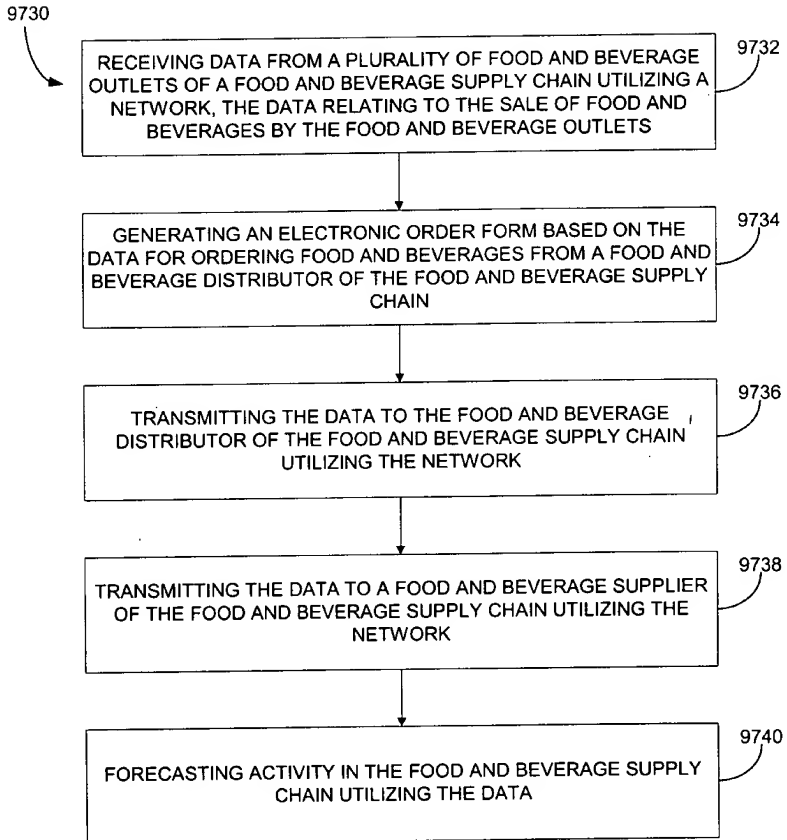 9730
RECEIVING DATA FROM A PLURALITY OF FOOD AND BEVERAGE
OUTLETS OF A FOOD AND BEVERAGE SUPPLY CHAIN UTILIZING A
NETWORK, THE DATA RELATING TO THE SALE OF FOOD AND
BEVERAGES BY THE FOOD AND BEVERAGE OUTLETS
9732
GENERATING AN ELECTRONIC ORDER FORM BASED ON THE
DATA FOR ORDERING FOOD AND BEVERAGES FROM A FOOD AND
BEVERAGE DISTRIBUTOR OF THE FOOD AND BEVERAGE SUPPLY
CHAIN
9734
TRANSMITTING THE DATA TO THE FOOD AND BEVERAGE
DISTRIBUTOR OF THE FOOD AND BEVERAGE SUPPLY CHAIN
UTILIZING THE NETWORK
9736
TRANSMITTING THE DATA TO A FOOD AND BEVERAGE SUPPLIER
OF THE FOOD AND BEVERAGE SUPPLY CHAIN UTILIZING THE
NETWORK
9738
FORECASTING ACTIVITY IN THE FOOD AND BEVERAGE SUPPLY
CHAIN UTILIZING THE DATA
9740